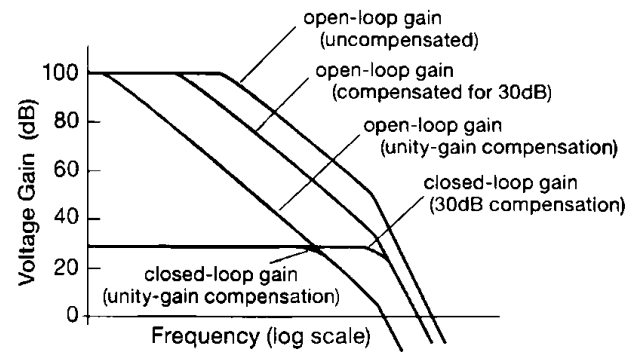 open-loop gain
(uncompensated)
open-loop gain
(compensated for 30dB)
open-loop gain
(unity-gain compensation)
closed-loop gain
(30dB compensation)
closed-loop gain
(unity-gain compensation)
Voltage Gain (dB)
100
80
60
40
20
0
Frequency (log scale)